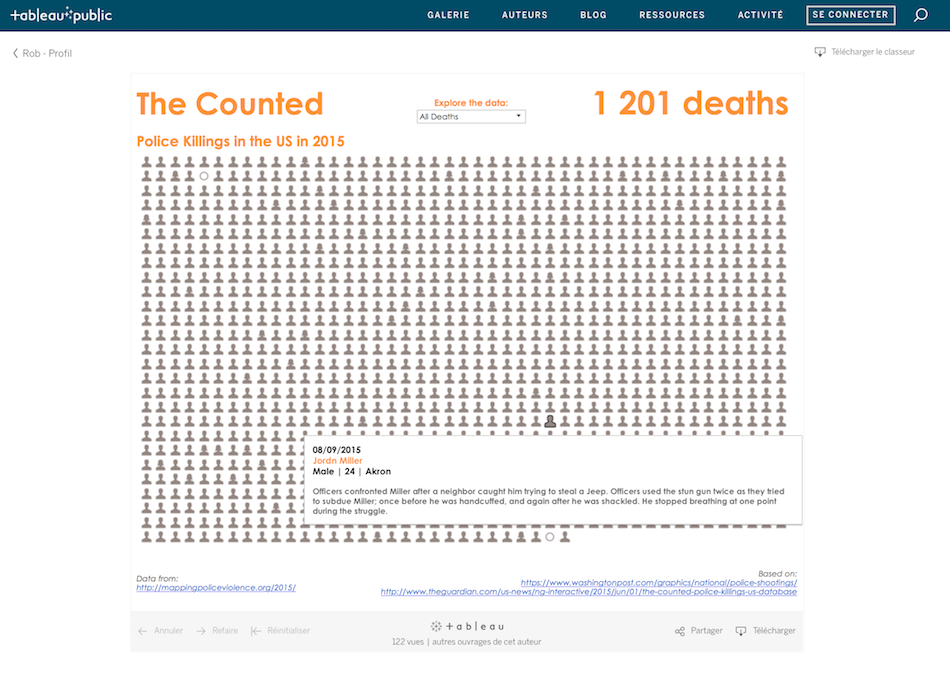 +ableau+public
GALERIE
AUTEURS
BLOG
RESSOURCES
ACTIVITÉ
SE CONNECTER
Rob - Profil
Télécharger le classeur
The Counted
Explore the data:
All Deaths
1 201 deaths
Police Killings in the US in 2015
08/09/2015
Jordn Miller
Male | 24 | Akron
Officers confronted Miller after a neighbor caught him trying to steal a Jeep. Officers used the stun gun twice as they tried
to subdue Miller; once before he was handcuffed, and again after he was shackled. He stopped breathing at one point
during the struggle.
Data from:
http://mappingpoliceviolence.org/2015/
Based on:
https://www.washingtonpost.com/graphics/national/police-shootings/
http://www.theguardian.com/us-news/ng-interactive/2015/jun/01/the-counted-police-killings-us-database
Annuler
Refaire
Réinitialiser
+ableau
122 vues | autres ouvrages de cet auteur
Partager
Télécharger